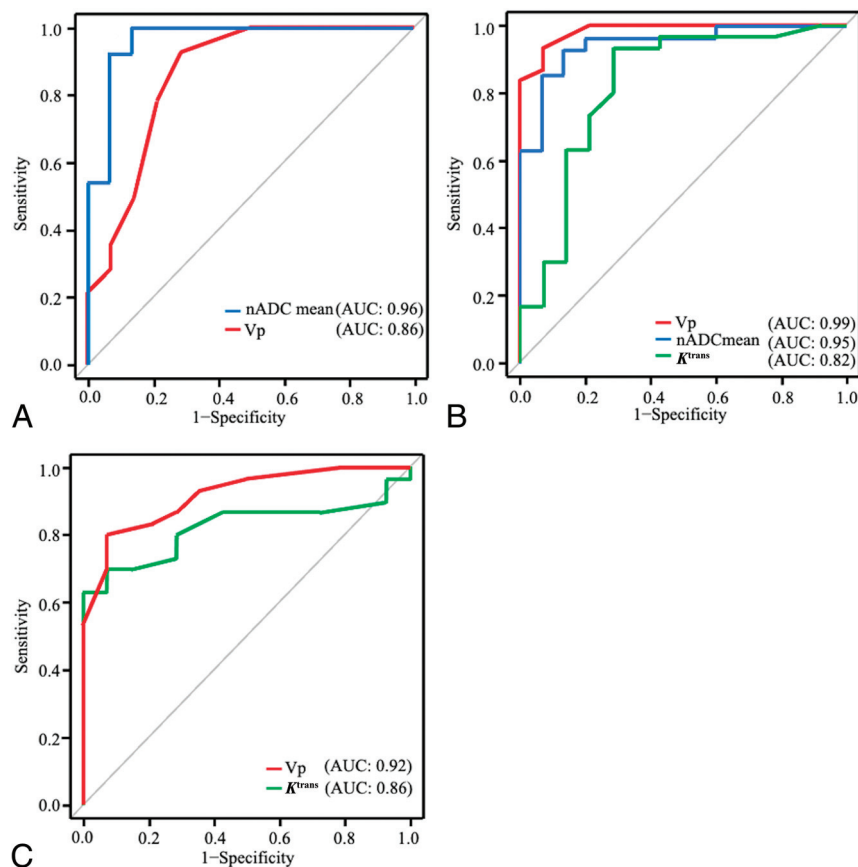 1.0
0.8
0.6
0.4
0.2
0.0
Sensitivity
nADC mean (AUC: 0.96)
Vp (AUC: 0.86)
0.0 0.2 0.4 0.6 0.8 1.0
1−Specificity
A
1.0
0.8
0.6
0.4
0.2
0.0
Sensitivity
Vp (AUC: 0.99)
nADCmean (AUC: 0.95)
Ktrans (AUC: 0.82)
0.0 0.2 0.4 0.6 0.8 1.0
1−Specificity
B
1.0
0.8
0.6
0.4
0.2
0.0
Sensitivity
Vp (AUC: 0.92)
Ktrans (AUC: 0.86)
0.0 0.2 0.4 0.6 0.8 1.0
1−Specificity
C